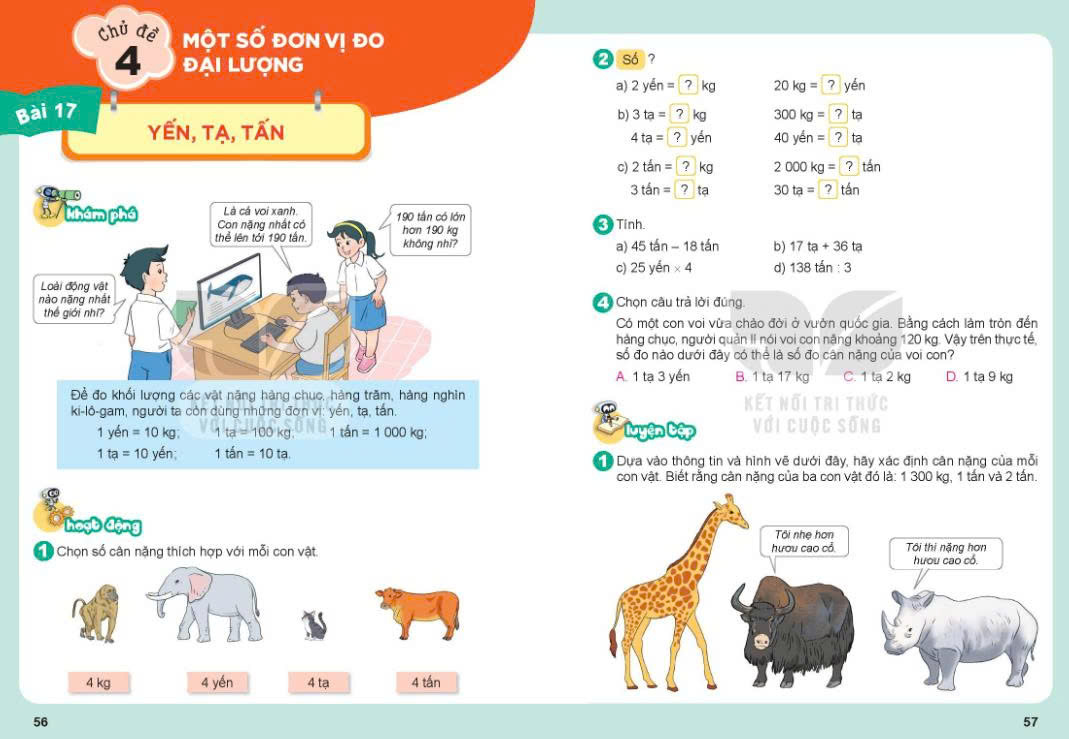 Chủ đề
4
MỘT SỐ ĐƠN VỊ ĐO
ĐẠI LƯỢNG
Bài 17
YẾN, TẠ, TẤN
khám phá
Loài động vật
nào nặng nhất
thế giới nhỉ?
Là cá voi xanh.
Con nặng nhất có
thể lên tới 190 tấn.
190 tấn có lớn
hơn 190 kg
không nhỉ?
Để đo khối lượng các vật nặng hàng chục, hàng trăm, hàng nghìn
ki-lô-gam, người ta còn dùng những đơn vị: yến, tạ, tấn.
1 yến = 10 kg; 1 tạ = 100 kg; 1 tấn = 1 000 kg;
1 tạ = 10 yến; 1 tấn = 10 tạ.
hoạt động
1 Chọn số cân nặng thích hợp với mỗi con vật.
4 kg 4 yến 4 tạ 4 tấn
56
2 Số ?
a) 2 yến = ? kg 20 kg = ? yến
b) 3 tạ = ? kg 300 kg = ? tạ
4 tạ = ? yến 40 yến = ? tạ
c) 2 tấn = ? kg 2 000 kg = ? tấn
3 tấn = ? tạ 30 tạ = ? tấn
3 Tính.
a) 45 tấn – 18 tấn b) 17 tạ + 36 tạ
c) 25 yến × 4 d) 138 tấn : 3
4 Chọn câu trả lời đúng.
Có một con voi vừa chào đời ở vườn quốc gia. Bằng cách làm tròn đến
hàng chục, người quản lí nói voi con nặng khoảng 120 kg. Vậy trên thực tế,
số đo nào dưới đây có thể là số đo cân nặng của voi con?
A. 1 tạ 3 yến B. 1 tạ 17 kg C. 1 tạ 2 kg D. 1 tạ 9 kg
KẾT NỐI TRI THỨC
VỚI CUỘC SỐNG
luyện tập
1 Dựa vào thông tin và hình vẽ dưới đây, hãy xác định cân nặng của mỗi
con vật. Biết rằng cân nặng của ba con vật đó là: 1 300 kg, 1 tấn và 2 tấn.
Tôi nhẹ hơn
hươu cao cổ.
Tôi thì nặng hơn
hươu cao cổ.
57
KẾT NỐI TRI THỨC
VỚI CUỘC SỐNG